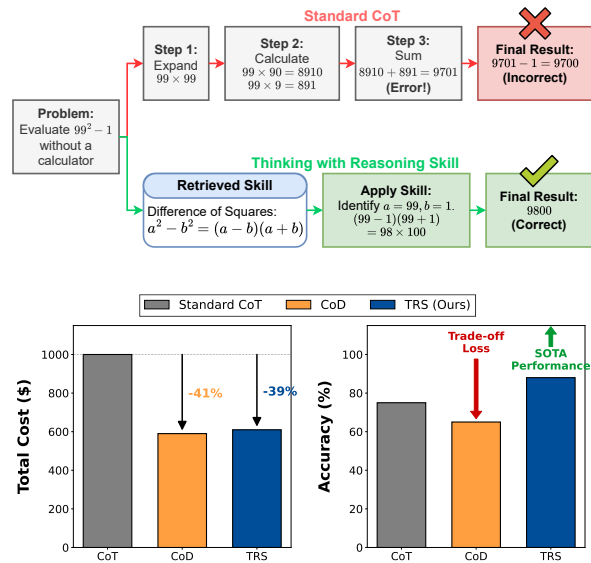 Standard CoT
Problem:
Evaluate 99² − 1
without a
calculator
Step 1:
Expand
99 × 99
Step 2:
Calculate
99 × 90 = 8910
99 × 9 = 891
Step 3:
Sum
8910 + 891 = 9701
(Error!)
Final Result:
9701 − 1 = 9700
(Incorrect)
Thinking with Reasoning Skill
Retrieved Skill
Difference of Squares:
a² − b² = (a − b)(a + b)
Apply Skill:
Identify a = 99, b = 1.
(99 − 1)(99 + 1)
= 98 × 100
Final Result:
9800
(Correct)
Standard CoT
CoD
TRS (Ours)
Total Cost ($)
1000
800
600
400
200
0
-41%
-39%
CoT
CoD
TRS
Accuracy (%)
100
80
60
40
20
0
Trade-off
Loss
SOTA
Performance
CoT
CoD
TRS